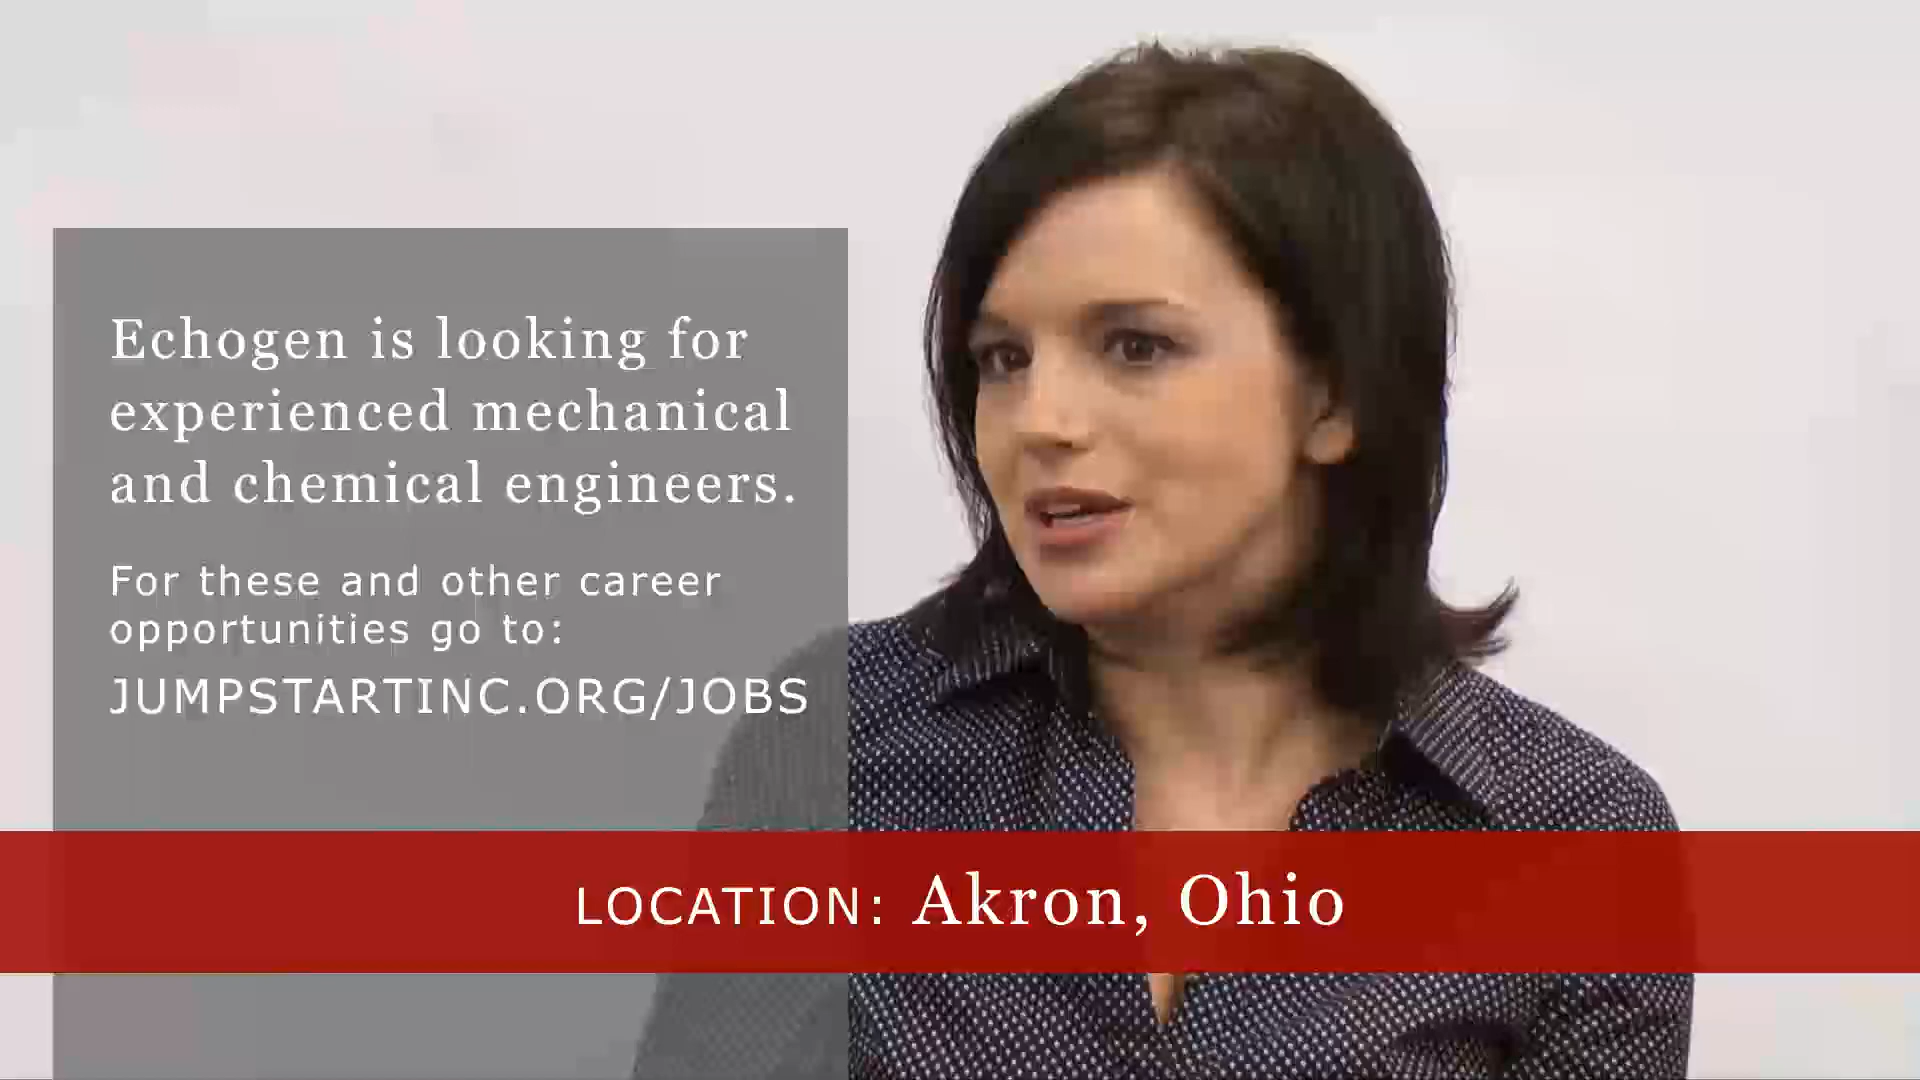 Echogen is looking for
experienced mechanical
and chemical engineers.
For these and other career
opportunities go to:
JUMPSTARTINC.ORG/JOBS
LOCATION: Akron, Ohio